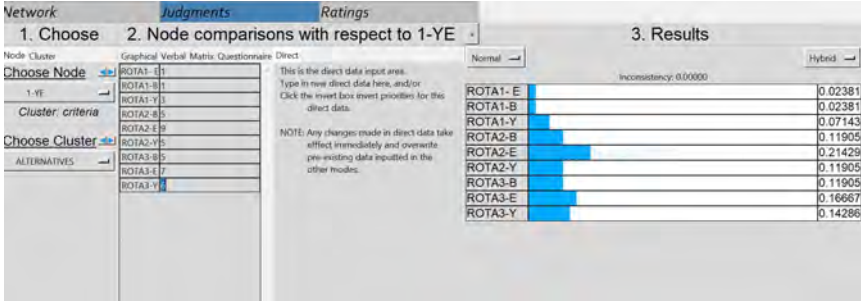 Network Judgments Ratings
1. Choose 2. Node comparisons with respect to 1-YE 3. Results
Node Cluster
Choose Node
1-YE
Cluster: criteria
Choose Cluster
ALTERNATIVES
Graphical Verbal Matrix Questionnaire Direct
ROTA1- E 1
ROTA1-B 1
ROTA1-Y 3
ROTA2-B 5
ROTA2-E 9
ROTA2-Y 5
ROTA3-B 5
ROTA3-E 7
ROTA3-Y 6
This is the direct data input area.
Type in new direct data here, and/or
Click the invert box invert priorities for this
direct data.
NOTE: Any changes made in direct data take
effect immediately and overwrite
pre-existing data inputted in the
other modes.
Normal Hybrid
Inconsistency: 0.00000
ROTA1- E 0.02381
ROTA1-B 0.02381
ROTA1-Y 0.07143
ROTA2-B 0.11905
ROTA2-E 0.21429
ROTA2-Y 0.11905
ROTA3-B 0.11905
ROTA3-E 0.16667
ROTA3-Y 0.14286